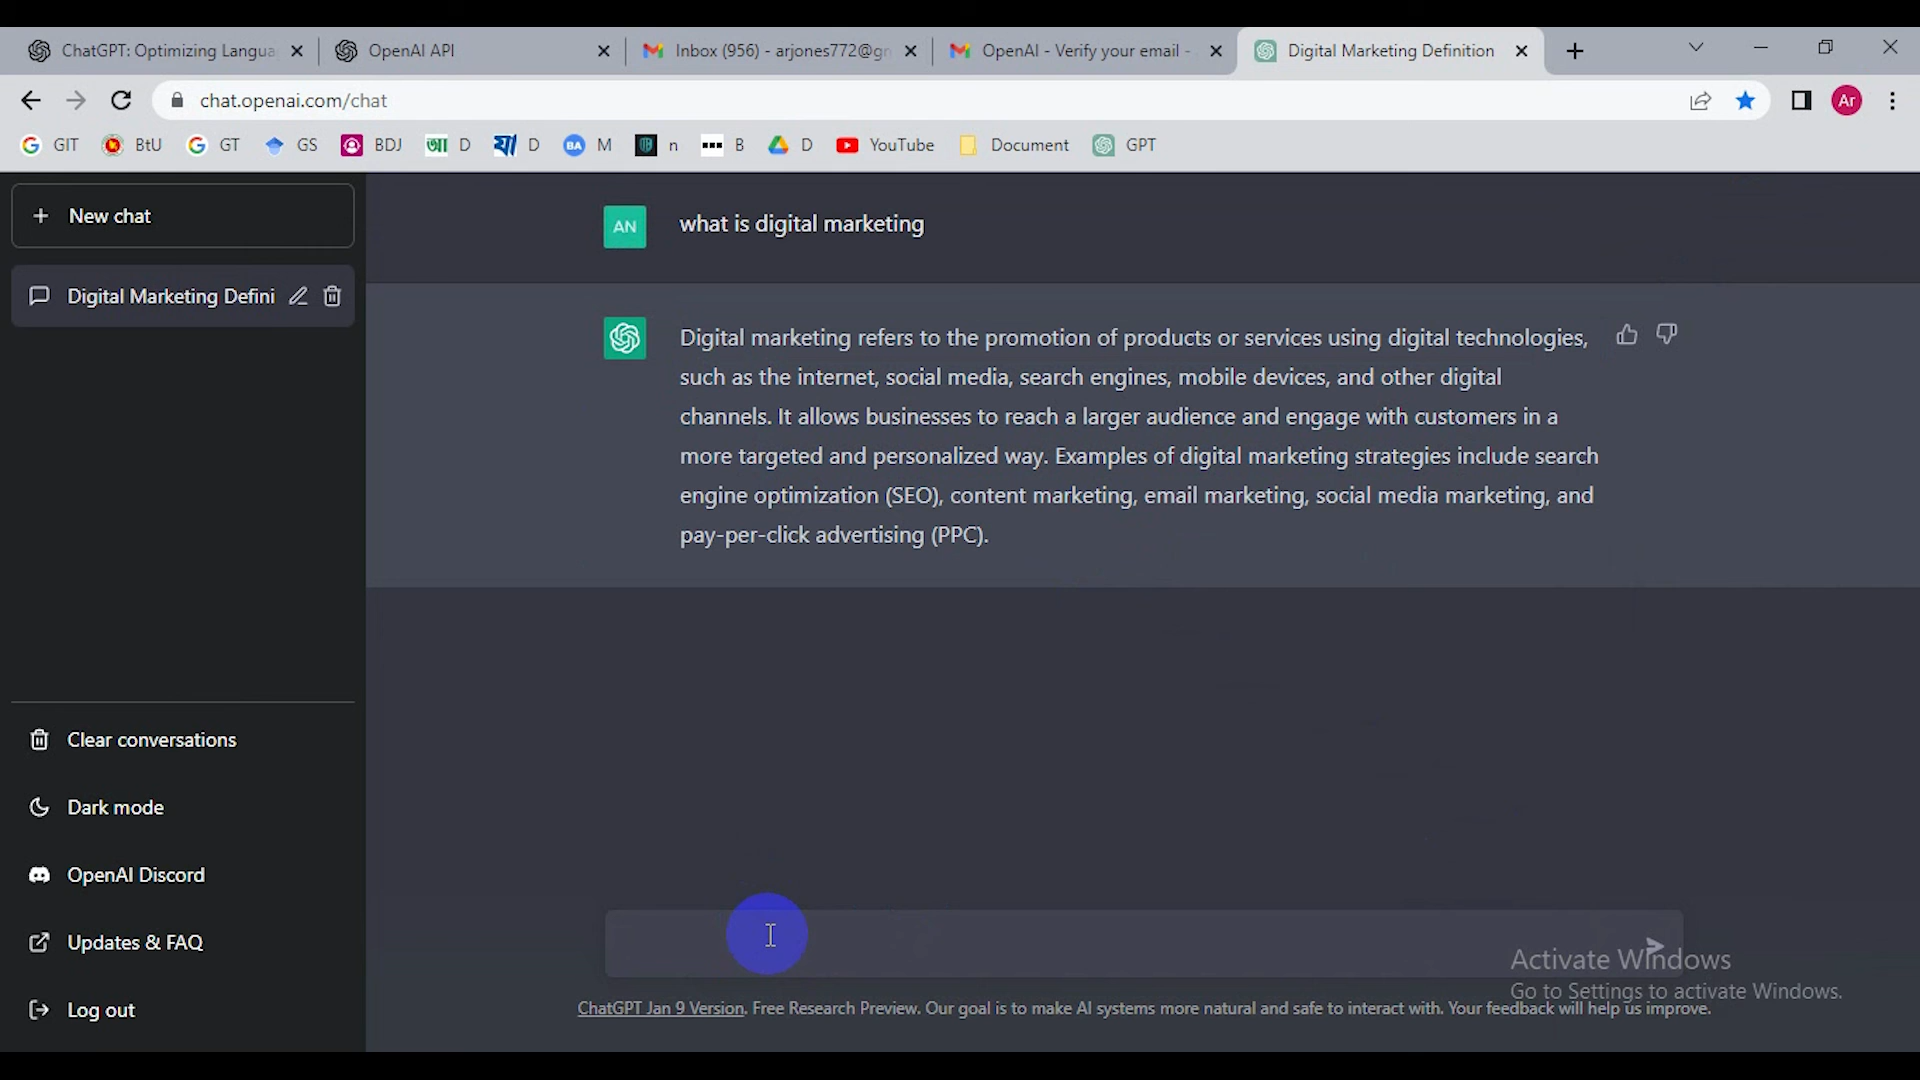 ChatGPT: Optimizing Langua
OpenAI API
Inbox (956) - arjones772@gm
OpenAI - Verify your email -
Digital Marketing Definition
chat.openai.com/chat
Ar
GIT
BtU
GT
GS
BDJ
আ D
যা D
BA M
n
B
D
YouTube
Document
GPT
New chat
Digital Marketing Defini
AN
what is digital marketing
Digital marketing refers to the promotion of products or services using digital technologies,
such as the internet, social media, search engines, mobile devices, and other digital
channels. It allows businesses to reach a larger audience and engage with customers in a
more targeted and personalized way. Examples of digital marketing strategies include search
engine optimization (SEO), content marketing, email marketing, social media marketing, and
pay-per-click advertising (PPC).
Clear conversations
Dark mode
OpenAI Discord
Updates & FAQ
Log out
Activate Windows
Go to Settings to activate Windows.
ChatGPT Jan 9 Version. Free Research Preview. Our goal is to make AI systems more natural and safe to interact with. Your feedback will help us improve.